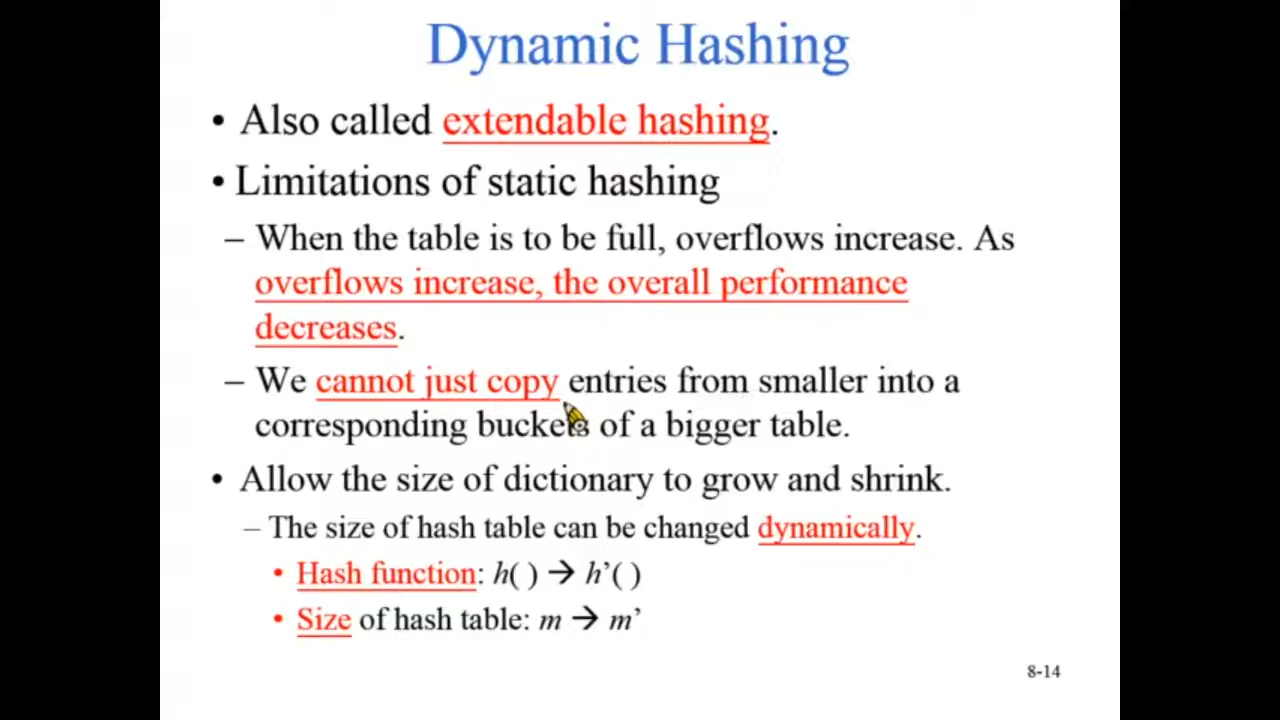 Dynamic Hashing
• Also called extendable hashing.
• Limitations of static hashing
– When the table is to be full, overflows increase. As
overflows increase, the overall performance
decreases.
– We cannot just copy entries from smaller into a
corresponding buckets of a bigger table.
• Allow the size of dictionary to grow and shrink.
– The size of hash table can be changed dynamically.
• Hash function: h( ) → h’( )
• Size of hash table: m → m’
8-14